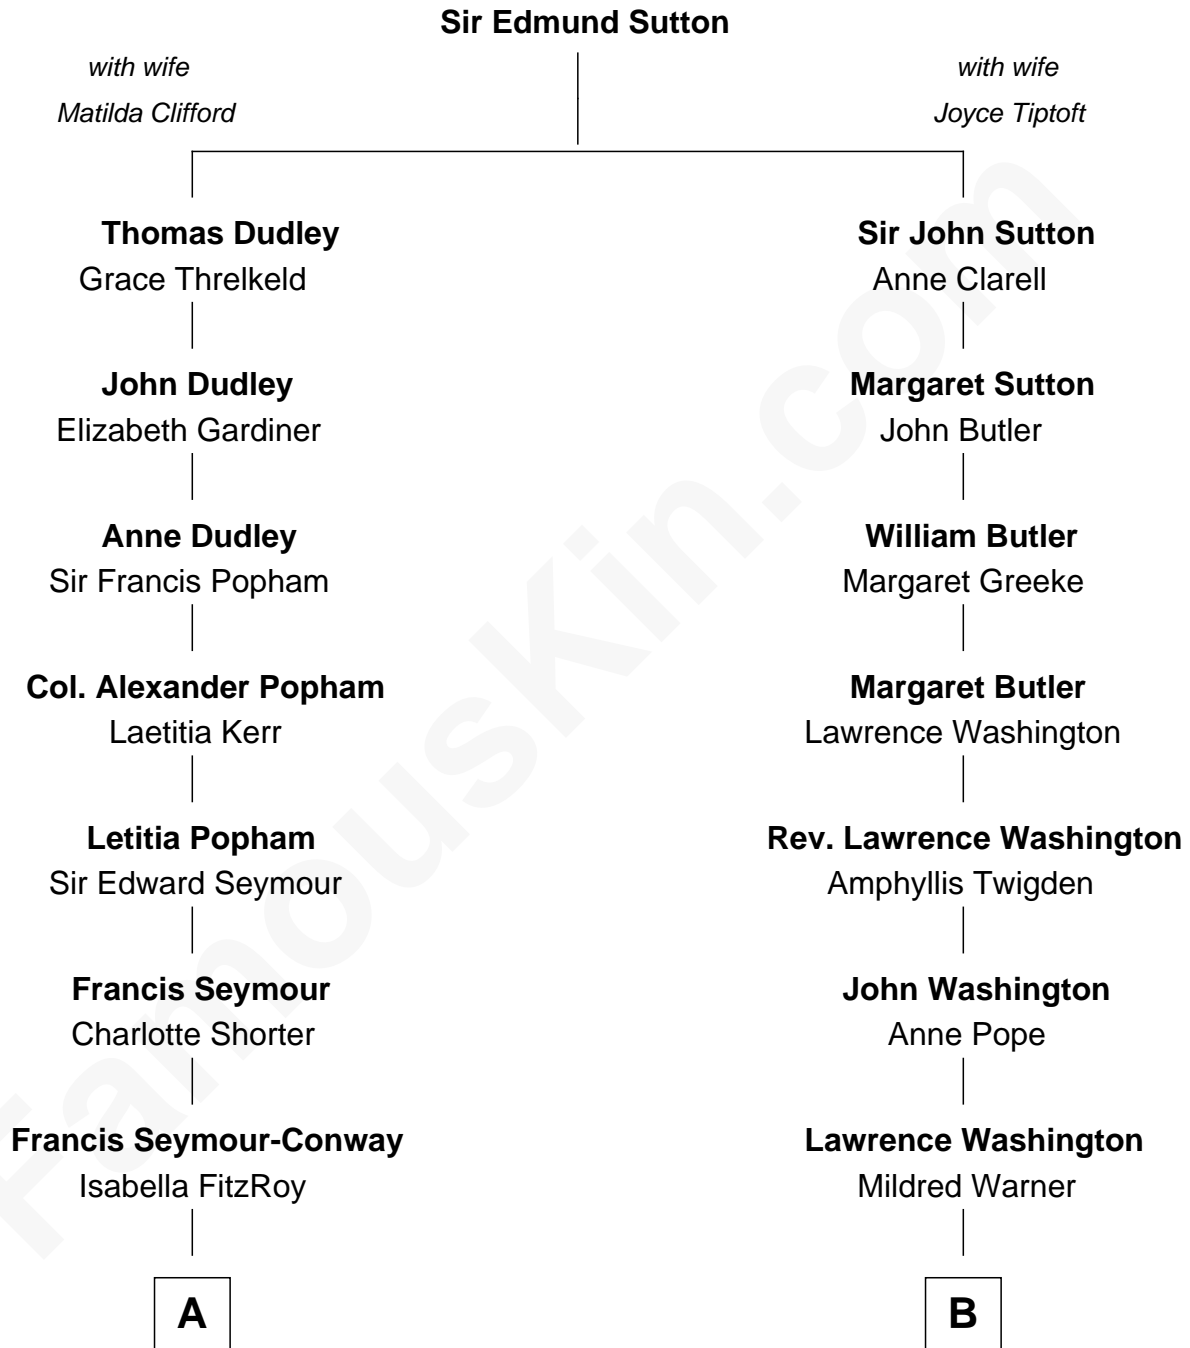 Sir Edmund Sutton
with wife
Matilda Clifford
with wife
Joyce Tiptoft
Thomas Dudley
Grace Threlkeld
Sir John Sutton
Anne Clarell
John Dudley
Elizabeth Gardiner
Margaret Sutton
John Butler
Anne Dudley
Sir Francis Popham
William Butler
Margaret Greeke
Col. Alexander Popham
Laetitia Kerr
Margaret Butler
Lawrence Washington
Letitia Popham
Sir Edward Seymour
Rev. Lawrence Washington
Amphyllis Twigden
Francis Seymour
Charlotte Shorter
John Washington
Anne Pope
Francis Seymour-Conway
Isabella FitzRoy
Lawrence Washington
Mildred Warner
A
B
FamousKin.com